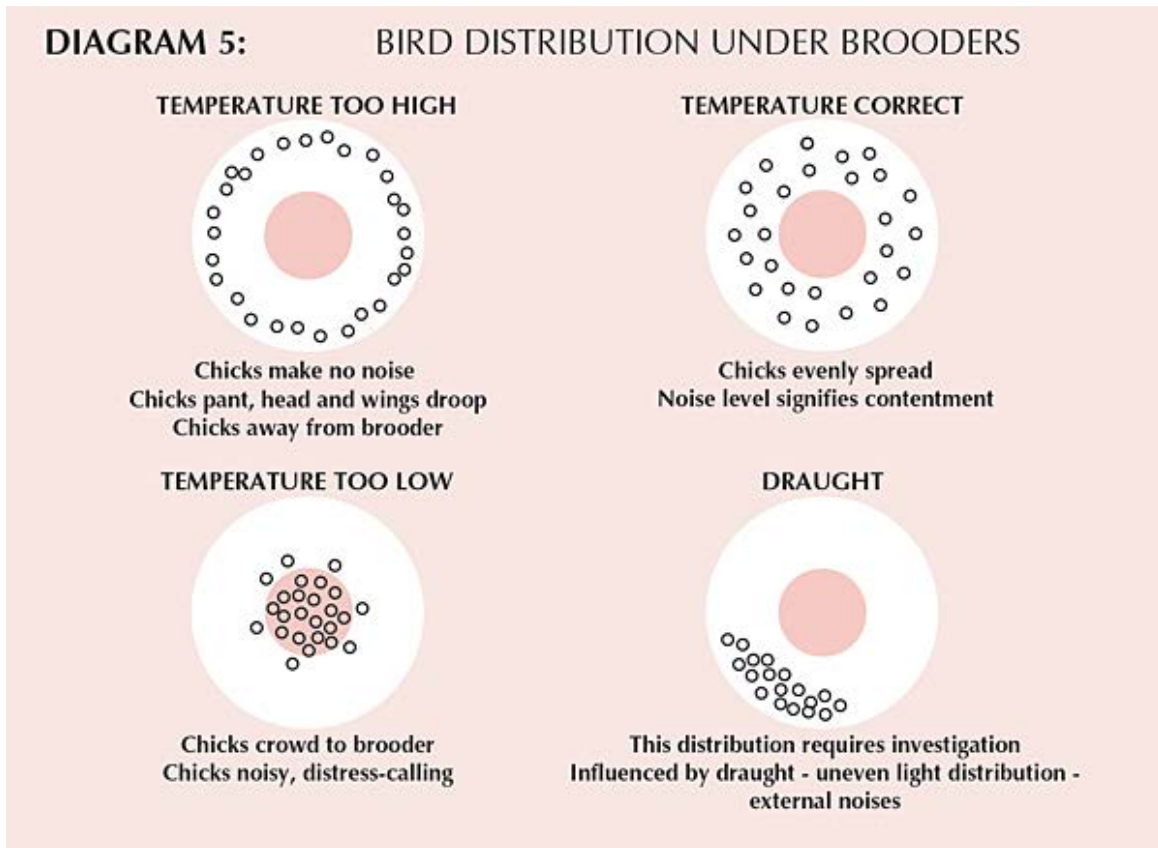 DIAGRAM 5: BIRD DISTRIBUTION UNDER BROODERS
TEMPERATURE TOO HIGH
Chicks make no noise
Chicks pant, head and wings droop
Chicks away from brooder
TEMPERATURE CORRECT
Chicks evenly spread
Noise level signifies contentment
TEMPERATURE TOO LOW
Chicks crowd to brooder
Chicks noisy, distress-calling
DRAUGHT
This distribution requires investigation
Influenced by draught - uneven light distribution -
external noises